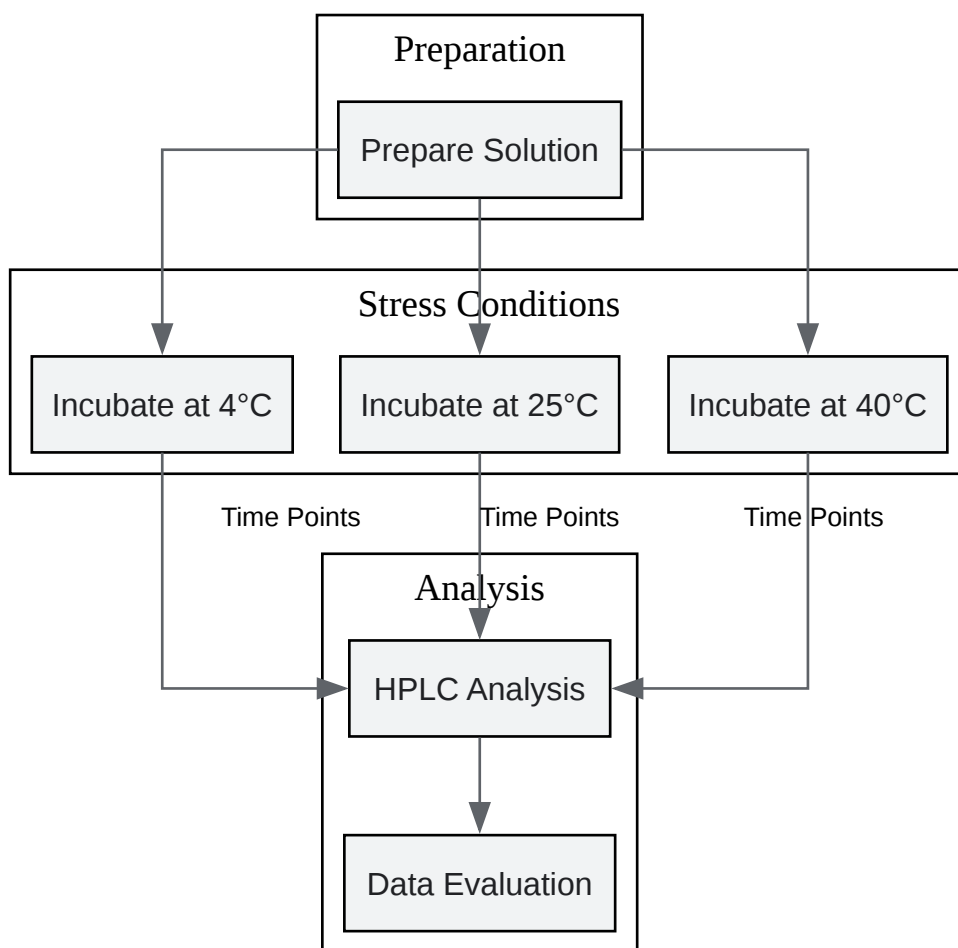 Preparation
Prepare Solution
Stress Conditions
Incubate at 4°C
Incubate at 25°C
Incubate at 40°C
Time Points
Time Points
Time Points
Analysis
HPLC Analysis
Data Evaluation